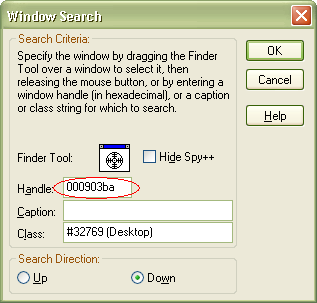 Window Search
Search Criteria:
Specify the window by dragging the Finder
Tool over a window to select it, then
releasing the mouse button, or by entering a
window handle (in hexadecimal), or a caption
or class string for which to search.
Finder Tool:
Hide Spy++
Handle: 000903ba
Caption:
Class: #32769 (Desktop)
Search Direction:
Up Down
OK
Cancel
Help